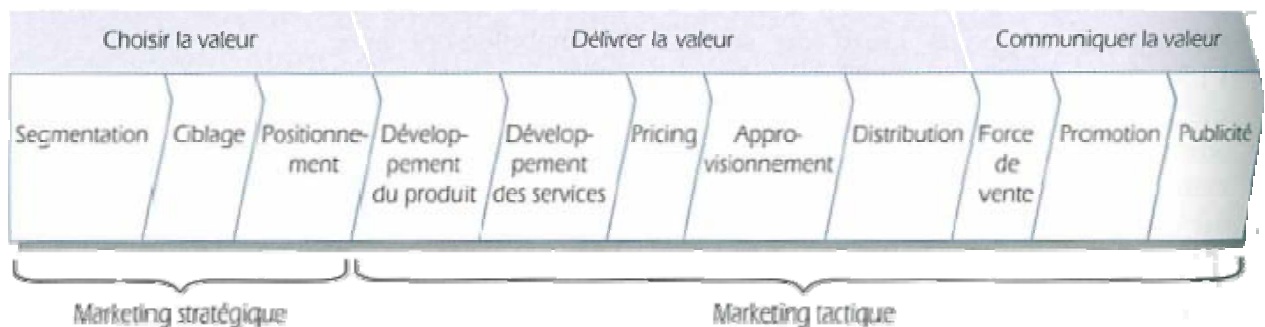 Choisir la valeur
Délivrer la valeur
Communiquer la valeur
Segmentation
Ciblage
Positionne-
ment
Dévelop-
pement
du produit
Dévelop-
pement
des services
Pricing
Appro-
visionnement
Distribution
Force
de
vente
Promotion
Publicité
Marketing stratégique
Marketing tactique